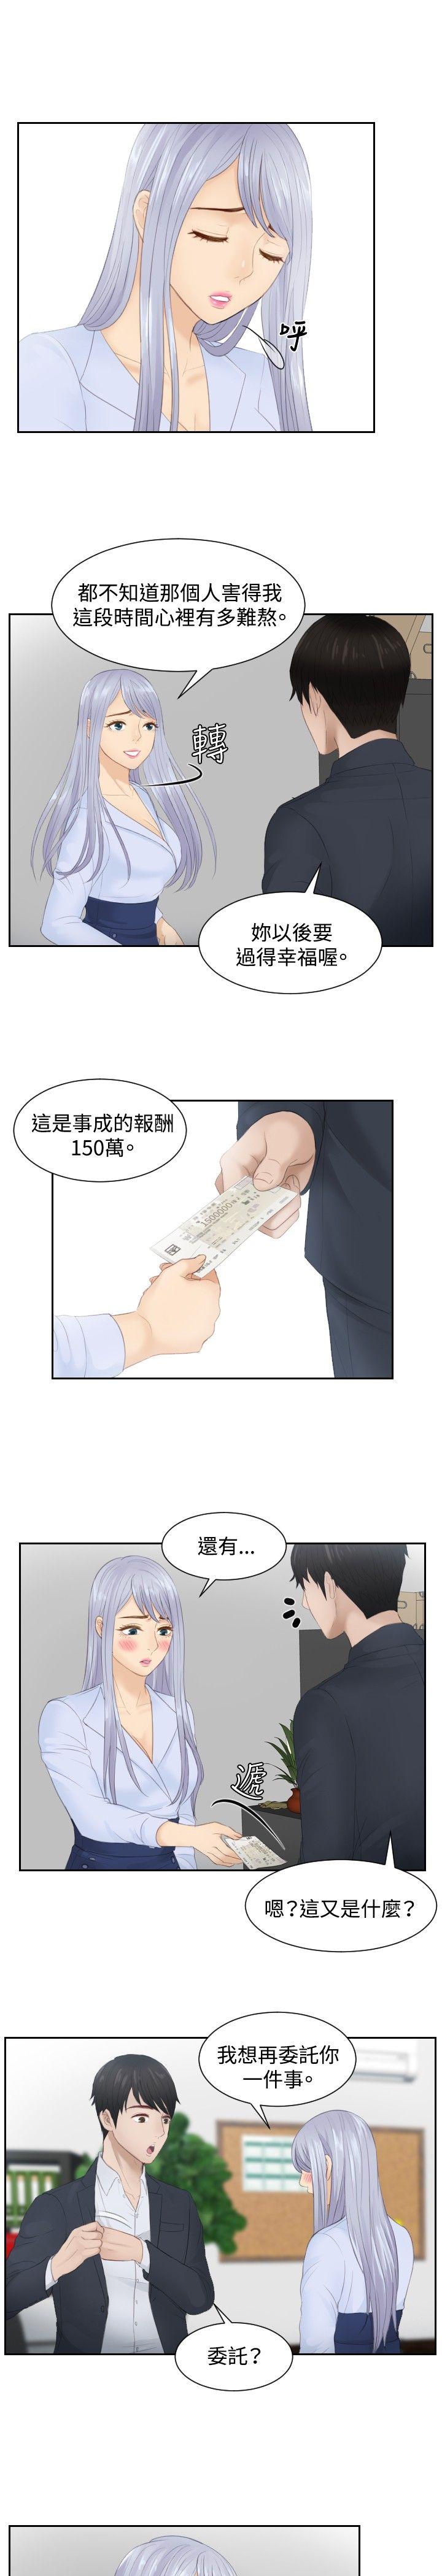 呼
都不知道那個人害得我
這段時間心裡有多難熬。
轉
妳以後要
過得幸福喔。
這是事成的報酬
150萬。
1500000
還有...
遞
嗯？這又是什麼？
我想再委託你
一件事。
委託？